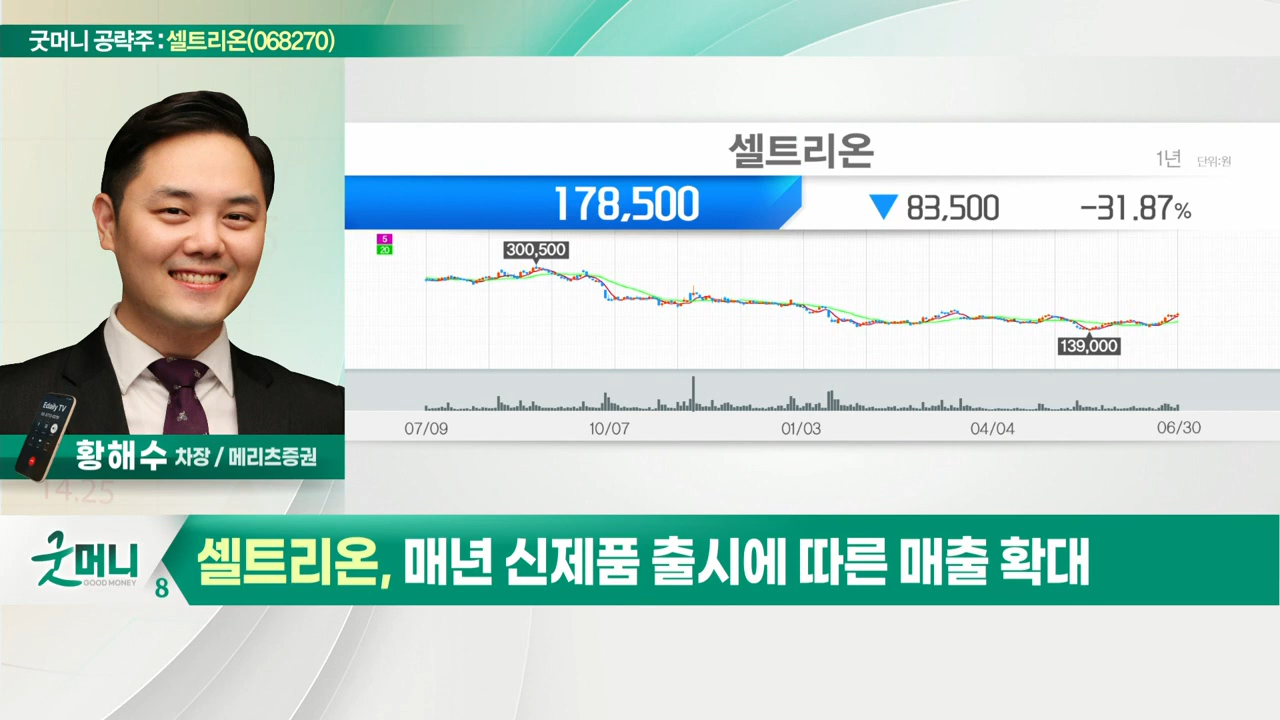 굿머니 공략주 : 셀트리온(068270)
셀트리온
1년 단위:원
178,500 ▼ 83,500 -31.87%
5
20
300,500
139,000
07/09 10/07 01/03 04/04 06/30
Edaily TV
황해수 차장 / 메리츠증권
14.25
굿머니
GOOD MONEY
8
셀트리온, 매년 신제품 출시에 따른 매출 확대